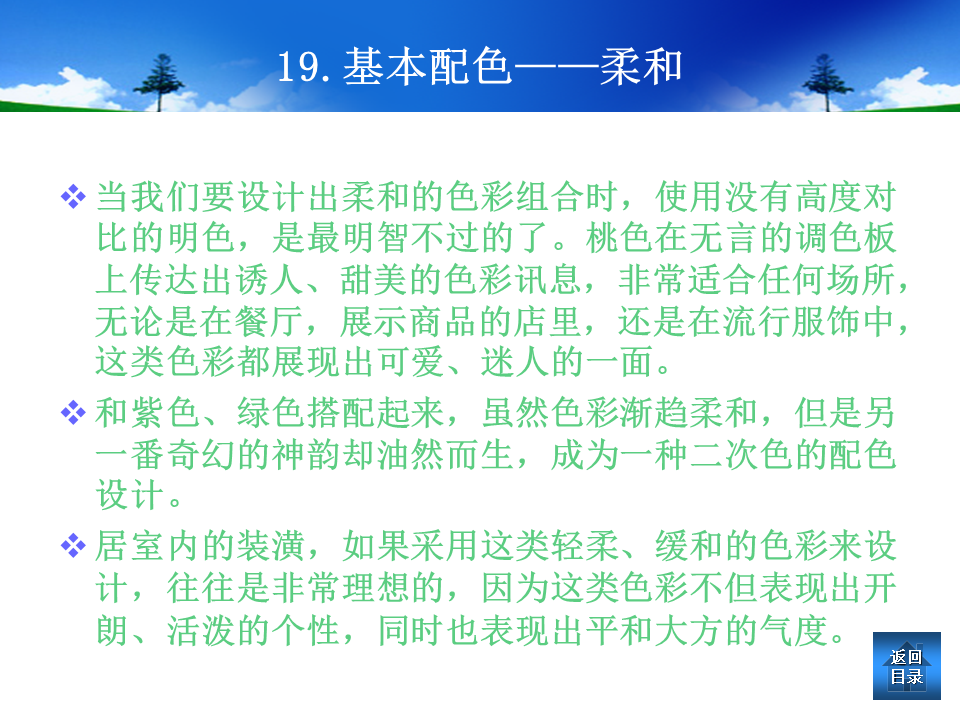 19.基本配色——柔和
当我们要设计出柔和的色彩组合时，使用没有高度对
比的明色，是最明智不过的了。桃色在无言的调色板
上传达出诱人、甜美的色彩讯息，非常适合任何场所，
无论是在餐厅，展示商品的店里，还是在流行服饰中，
这类色彩都展现出可爱、迷人的一面。
和紫色、绿色搭配起来，虽然色彩渐趋柔和，但是另
一番奇幻的神韵却油然而生，成为一种二次色的配色
设计。
居室内的装潢，如果采用这类轻柔、缓和的色彩来设
计，往往是非常理想的，因为这类色彩不但表现出开
朗、活泼的个性，同时也表现出平和大方的气度。
返回
目录